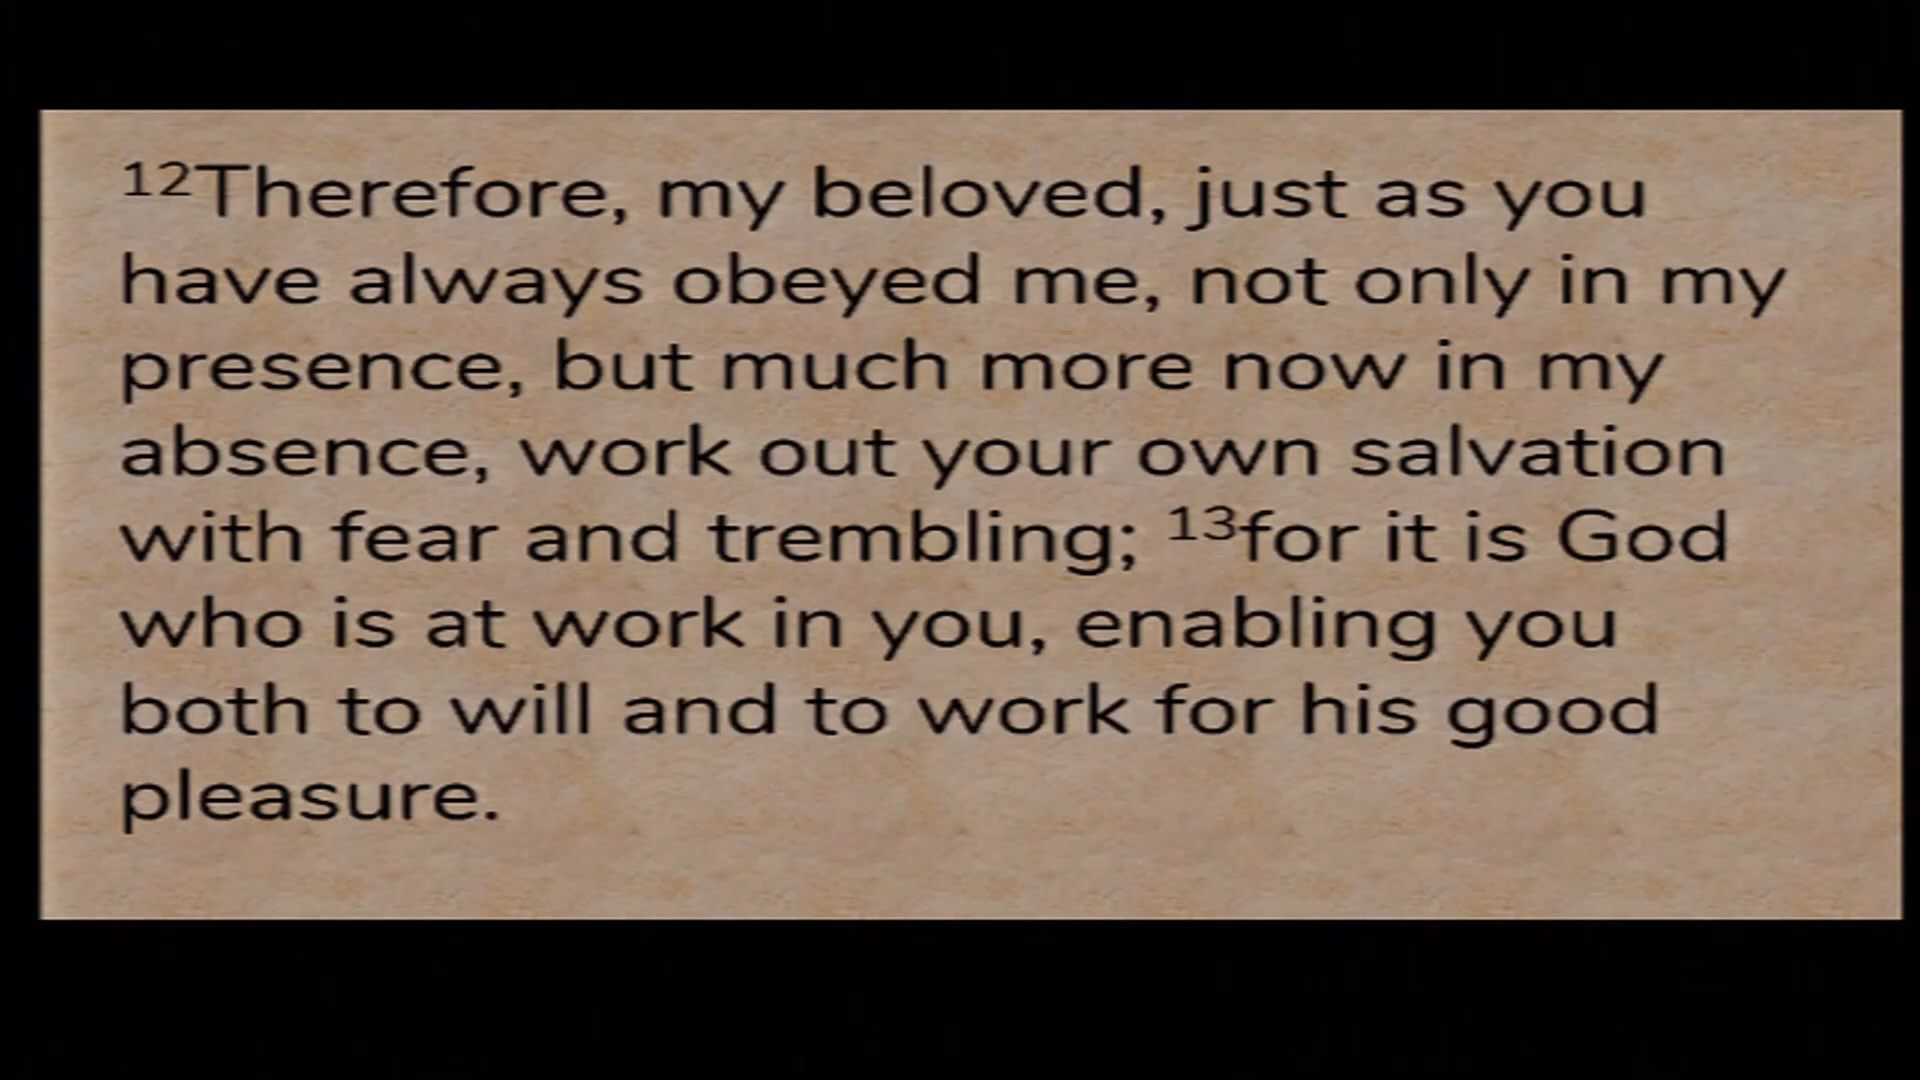 12Therefore, my beloved, just as you
have always obeyed me, not only in my
presence, but much more now in my
absence, work out your own salvation
with fear and trembling; 13for it is God
who is at work in you, enabling you
both to will and to work for his good
pleasure.